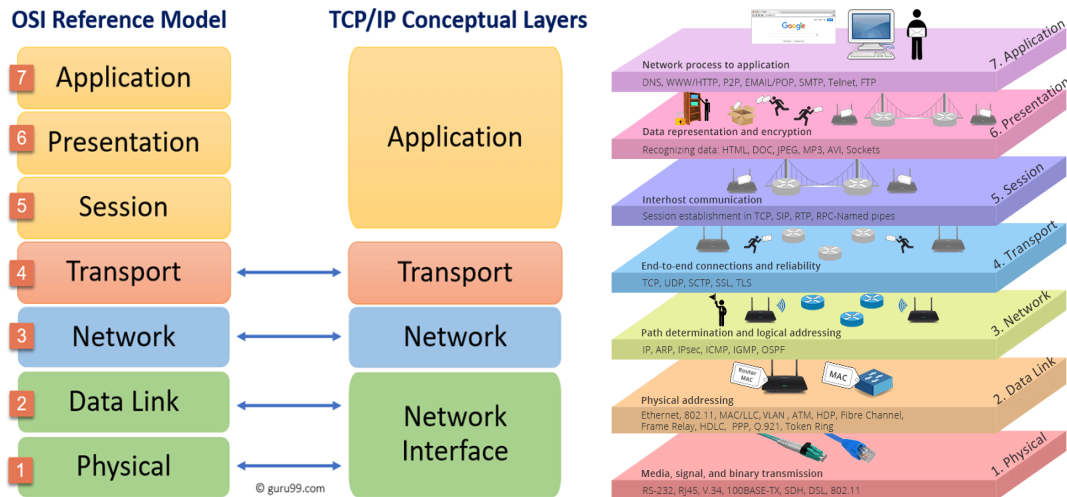 OSI Reference Model
7 Application
6 Presentation
5 Session
4 Transport
3 Network
2 Data Link
1 Physical
TCP/IP Conceptual Layers
Application
Transport
Network
Network
Interface
© guru99.com
Google
7. Application
Network process to application
DNS, WWW/HTTP, P2P, EMAIL/POP, SMTP, Telnet, FTP
6. Presentation
Data representation and encryption
Recognizing data: HTML, DOC, JPEG, MP3, AVI, Sockets
5. Session
Interhost communication
Session establishment in TCP, SIP, RTP, RPC-Named pipes
4. Transport
End-to-end connections and reliability
TCP, UDP, SCTP, SSL, TLS
3. Network
Path determination and logical addressing
IP, ARP, IPsec, ICMP, IGMP, OSPF
2. Data Link
Router
MAC
MAC
Physical addressing
Ethernet, 802.11, MAC/LLC, VLAN , ATM, HDP, Fibre Channel,
Frame Relay, HDLC, PPP, Q.921, Token Ring
1. Physical
Media, signal, and binary transmission
RS-232, RJ45, V.34, 100BASE-TX, SDH, DSL, 802.11